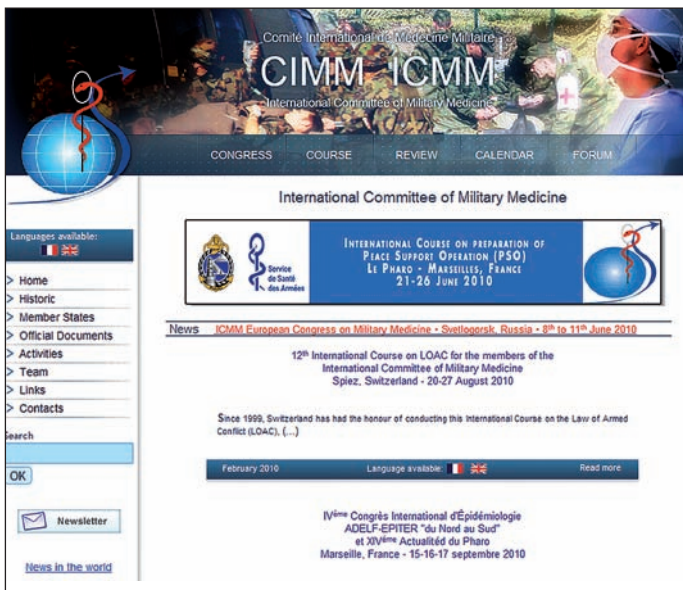 Comité International de Médecine Militaire
CIMM ICMM
International Committee of Military Medicine
CONGRESS COURSE REVIEW CALENDAR FORUM
International Committee of Military Medicine
Languages available:
Service
de Santé
des Armées
INTERNATIONAL COURSE ON PREPARATION OF
PEACE SUPPORT OPERATION (PSO)
LE PHARO - MARSEILLES, FRANCE
21-26 JUNE 2010
> Home
> Historic
> Member States
> Official Documents
> Activities
> Team
> Links
> Contacts
Search
OK
Newsletter
News in the world
News ICMM European Congress on Military Medicine • Svetlogorsk, Russia • 8th to 11th June 2010
12th International Course on LOAC for the members of the
International Committee of Military Medicine
Spiez, Switzerland - 20-27 August 2010
Since 1999, Switzerland has had the honour of conducting this International Course on the Law of Armed
Conflict (LOAC), (...)
February 2010 Language available: Read more
IVème Congrès International d'Épidémiologie
ADELF-EPITER "du Nord au Sud"
et XIVème Actualitéd du Pharo
Marseille, France - 15-16-17 septembre 2010